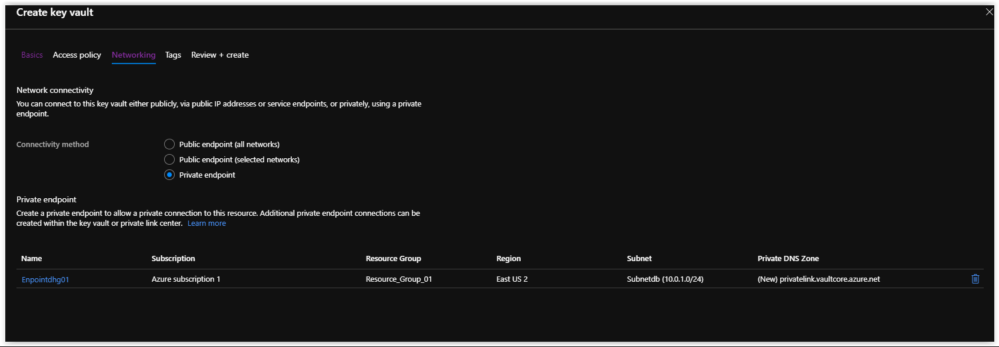 Create key vault
Basics Access policy Networking Tags Review + create
Network connectivity
You can connect to this key vault either publicly, via public IP addresses or service endpoints, or privately, using a private
endpoint.
Connectivity method
Public endpoint (all networks)
Public endpoint (selected networks)
Private endpoint
Private endpoint
Create a private endpoint to allow a private connection to this resource. Additional private endpoint connections can be
created within the key vault or private link center. Learn more
Name Subscription Resource Group Region Subnet Private DNS Zone
Enpointdhg01 Azure subscription 1 Resource_Group_01 East US 2 Subnetdb (10.0.1.0/24) (New) privatelink.vaultcore.azure.net